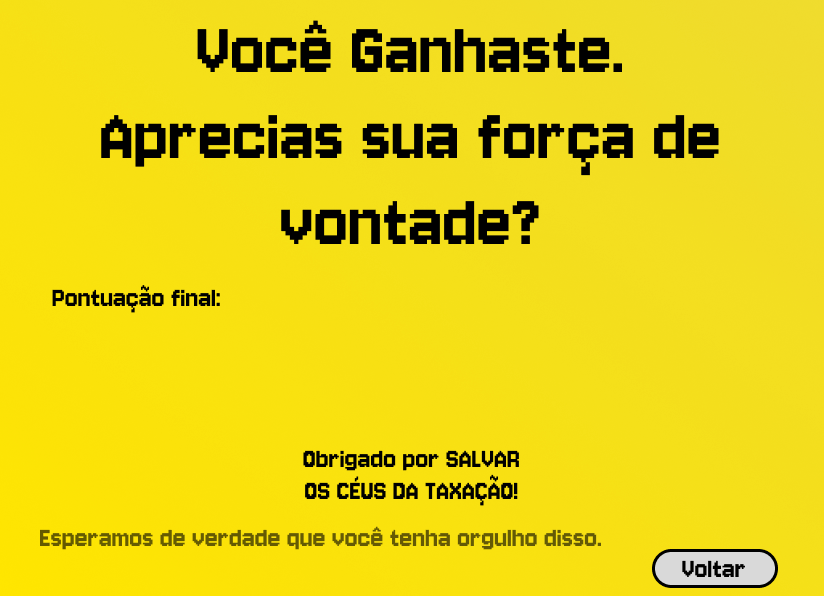 Você Ganhaste.
Aprecias sua força de
vontade?
Pontuação final:
Obrigado por SALVAR
OS CÉUS DA TAXAÇÃO!
Esperamos de verdade que você tenha orgulho disso.
Voltar